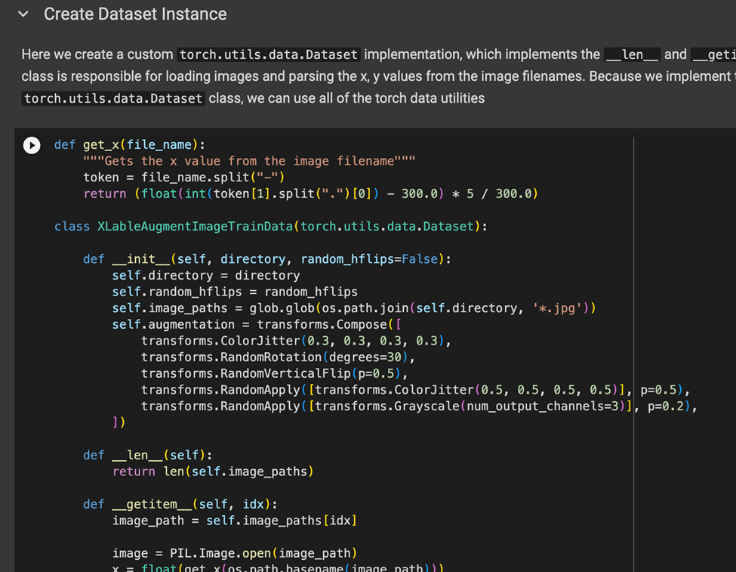 Create Dataset Instance
Here we create a custom torch.utils.data.Dataset implementation, which implements the __len__ and __geti
class is responsible for loading images and parsing the x, y values from the image filenames. Because we implement
torch.utils.data.Dataset class, we can use all of the torch data utilities
def get_x(file_name):
"""Gets the x value from the image filename"""
token = file_name.split("-")
return (float(int(token[1].split(".")[0]) - 300.0) * 5 / 300.0)
class XLableAugmentImageTrainData(torch.utils.data.Dataset):
def __init__(self, directory, random_hflips=False):
self.directory = directory
self.random_hflips = random_hflips
self.image_paths = glob.glob(os.path.join(self.directory, '*.jpg'))
self.augmentation = transforms.Compose([
transforms.ColorJitter(0.3, 0.3, 0.3, 0.3),
transforms.RandomRotation(degrees=30),
transforms.RandomVerticalFlip(p=0.5),
transforms.RandomApply([transforms.ColorJitter(0.5, 0.5, 0.5, 0.5)], p=0.5),
transforms.RandomApply([transforms.Grayscale(num_output_channels=3)], p=0.2),
])
def __len__(self):
return len(self.image_paths)
def __getitem__(self, idx):
image_path = self.image_paths[idx]
image = PIL.Image.open(image_path)
x = float(get_x(os.path.basename(image_path)))